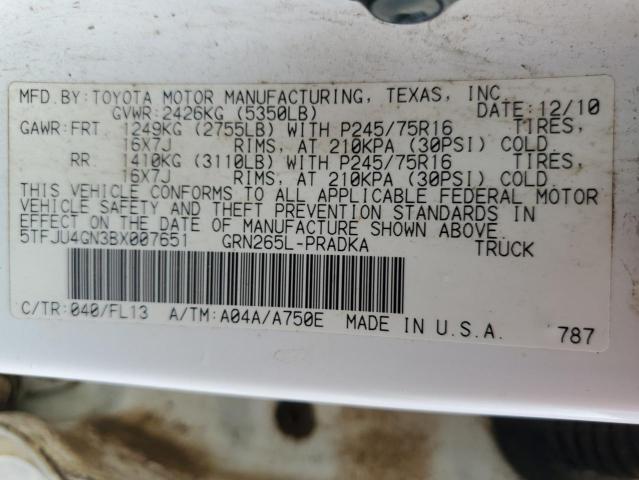 MFD.BY:TOYOTA MOTOR MANUFACTURING, TEXAS, INC.
GVWR:2426KG (5350LB) DATE:12/10
GAWR:FRT 1249KG (2755LB) WITH P245/75R16 TIRES,
16X7J RIMS, AT 210KPA (30PSI) COLD
RR. 1410KG (3110LB) WITH P245/75R16 TIRES,
16X7J RIMS, AT 210KPA (30PSI) COLD
THIS VEHICLE CONFORMS TO ALL APPLICABLE FEDERAL MOTOR
VEHICLE SAFETY AND THEFT PREVENTION STANDARDS IN
EFFECT ON THE DATE OF MANUFACTURE SHOWN ABOVE.
5TFJU4GN3BX007651 GRN265L-PRADKA TRUCK
C/TR:040/FL13 A/TM:A04A/A750E MADE IN U.S.A. 787